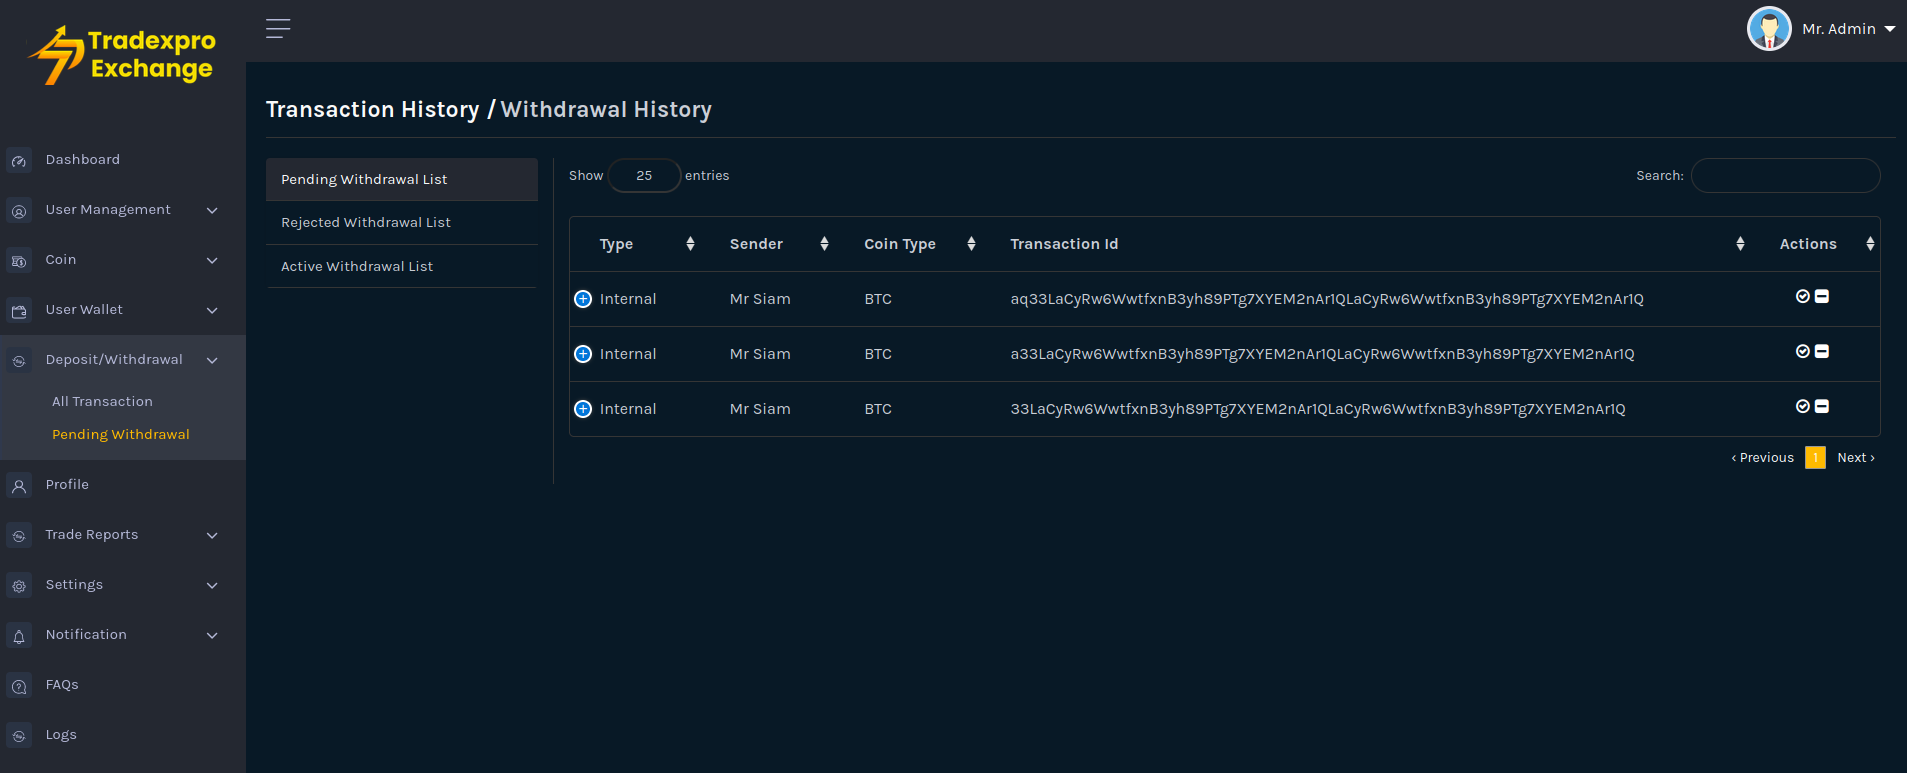 Tradexpro
Exchange
Mr. Admin
Dashboard
User Management
Coin
User Wallet
Deposit/Withdrawal
All Transaction
Pending Withdrawal
Profile
Trade Reports
Settings
Notification
FAQs
Logs
Transaction History / Withdrawal History
Pending Withdrawal List
Rejected Withdrawal List
Active Withdrawal List
Show 25 entries
Search:
Type Sender Coin Type Transaction Id Actions
Internal Mr Siam BTC aq33LaCyRw6WwtfxnB3yh89PTg7XYEM2nAr1QLaCyRw6WwtfxnB3yh89PTg7XYEM2nAr1Q
Internal Mr Siam BTC a33LaCyRw6WwtfxnB3yh89PTg7XYEM2nAr1QLaCyRw6WwtfxnB3yh89PTg7XYEM2nAr1Q
Internal Mr Siam BTC 33LaCyRw6WwtfxnB3yh89PTg7XYEM2nAr1QLaCyRw6WwtfxnB3yh89PTg7XYEM2nAr1Q
‹ Previous 1 Next ›